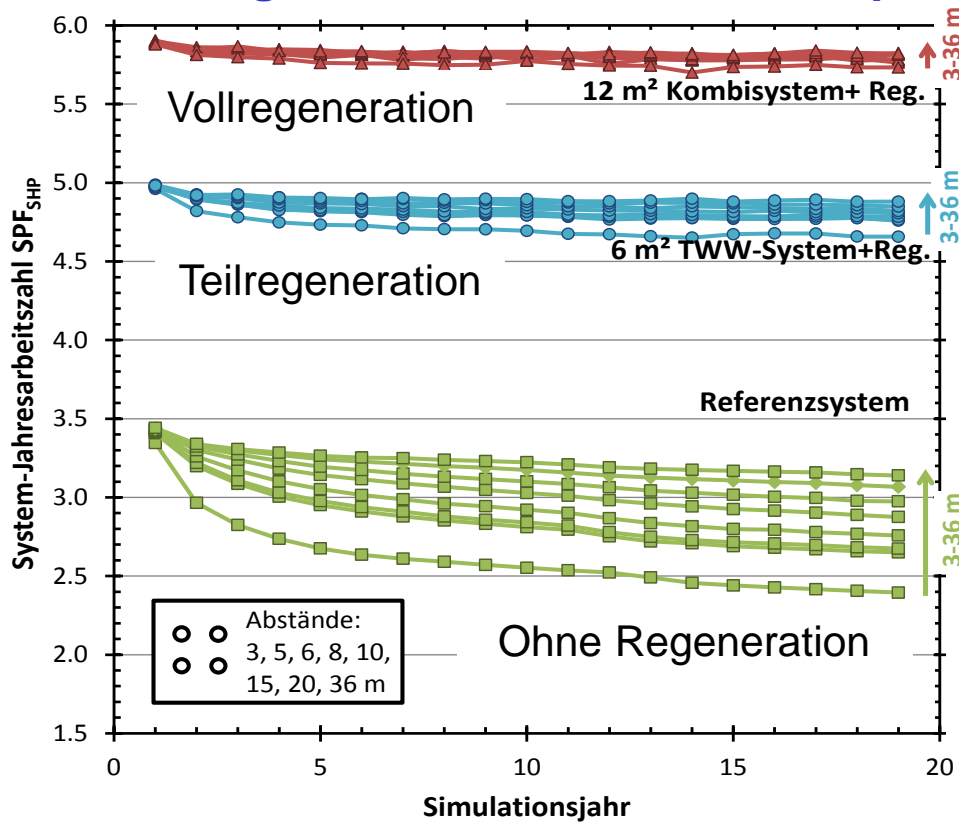 6.0
5.5
5.0
4.5
4.0
3.5
3.0
2.5
2.0
1.5
System-Jahresarbeitszahl SPF_SHP
3-36 m
12 m² Kombisystem+ Reg.
Vollregeneration
3-36 m
6 m² TWW-System+Reg.
Teilregeneration
Referenzsystem
3-36 m
Ohne Regeneration
Abstände:
3, 5, 6, 8, 10,
15, 20, 36 m
0 5 10 15 20
Simulationsjahr